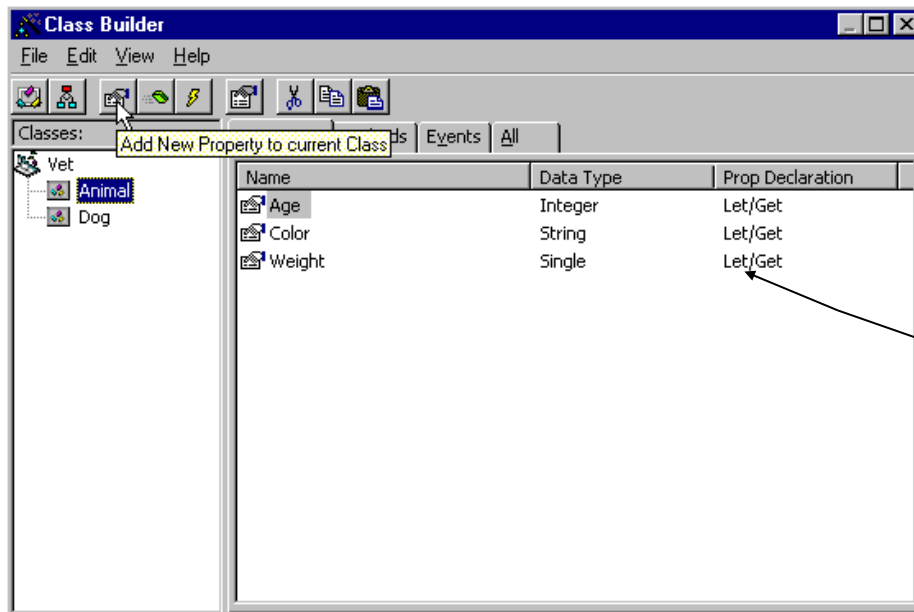 Class Builder
File Edit View Help
Classes:
Add New Property to current Class
Events All
Vet
Animal
Dog
Name Data Type Prop Declaration
Age Integer Let/Get
Color String Let/Get
Weight Single Let/Get